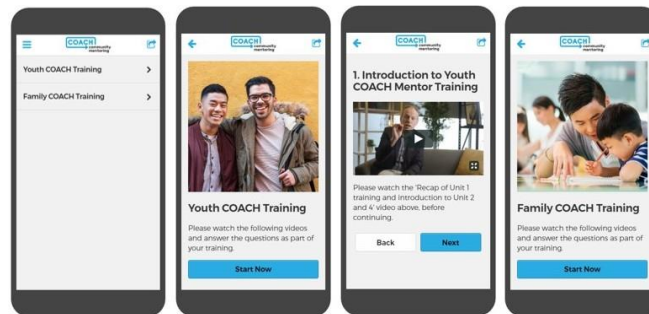 COACH
community
mentoring
Youth COACH Training
Family COACH Training
COACH
community
mentoring
Youth COACH Training
Please watch the following videos
and answer the questions as part of
your training.
Start Now
COACH
community
mentoring
1. Introduction to Youth
COACH Mentor Training
Please watch the 'Recap of Unit 1
training and introduction to Unit 2
and 4' video above, before
continuing.
Back
Next
COACH
community
mentoring
Family COACH Training
Please watch the following videos
and answer the questions as part of
your training.
Start Now